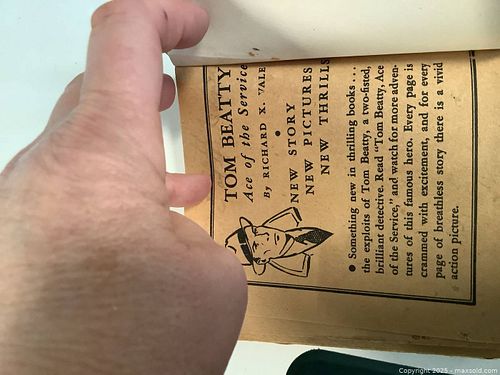 TOM BEATTY
Ace of the Service
By RICHARD X. VALE
●
NEW STORY
NEW PICTURES
NEW THRILLS
● Something new in thrilling books . . .
the exploits of Tom Beatty, a two-fisted,
brilliant detective. Read "Tom Beatty, Ace
of the Service," and watch for more adven-
tures of this famous hero. Every page is
crammed with excitement, and for every
page of breathless story there is a vivid
action picture.
Copyright 2025 - maxsold.com